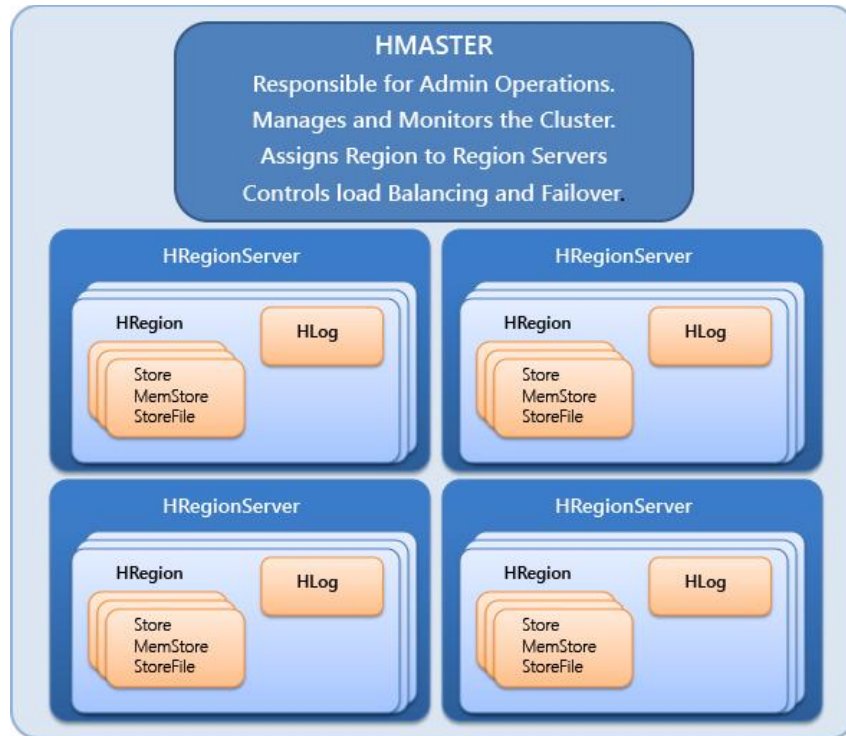 HMASTER
Responsible for Admin Operations.
Manages and Monitors the Cluster.
Assigns Region to Region Servers
Controls load Balancing and Failover.
HRegionServer
HRegion
HLog
Store
MemStore
StoreFile
HRegionServer
HRegion
HLog
Store
MemStore
StoreFile
HRegionServer
HRegion
HLog
Store
MemStore
StoreFile
HRegionServer
HRegion
HLog
Store
MemStore
StoreFile